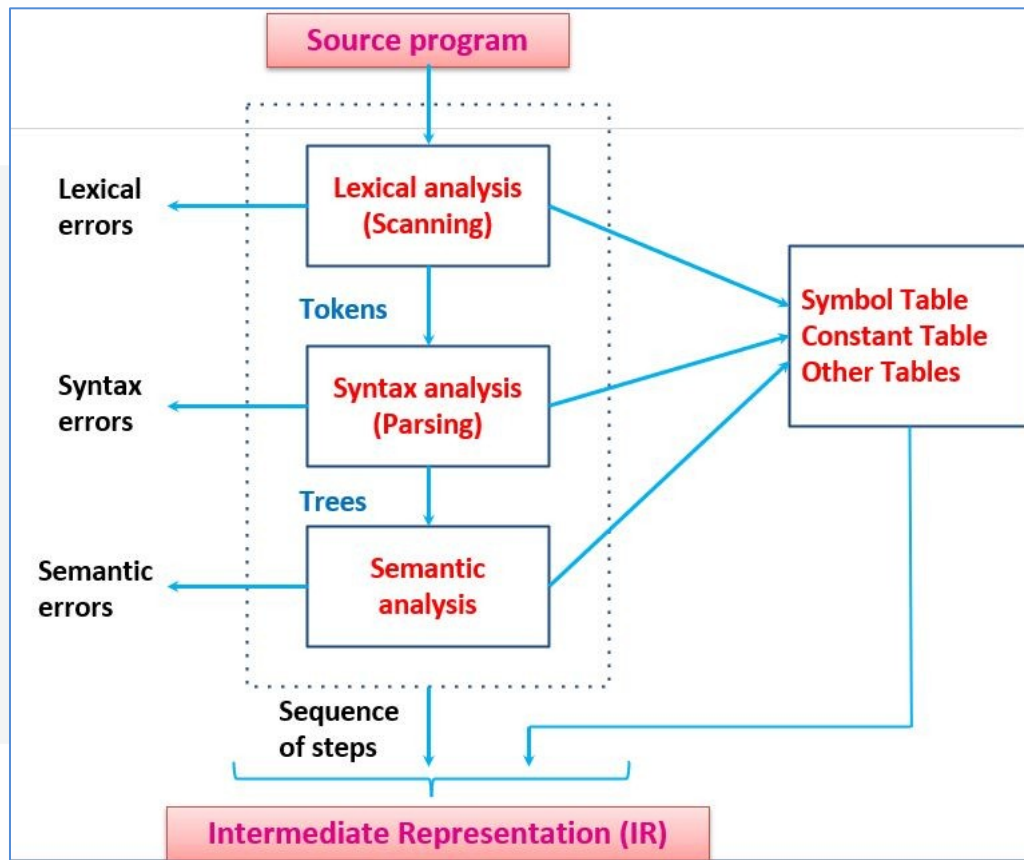 Source program
Lexical
errors
Lexical analysis
(Scanning)
Tokens
Symbol Table
Constant Table
Other Tables
Syntax
errors
Syntax analysis
(Parsing)
Trees
Semantic
errors
Semantic
analysis
Sequence
of steps
Intermediate Representation (IR)